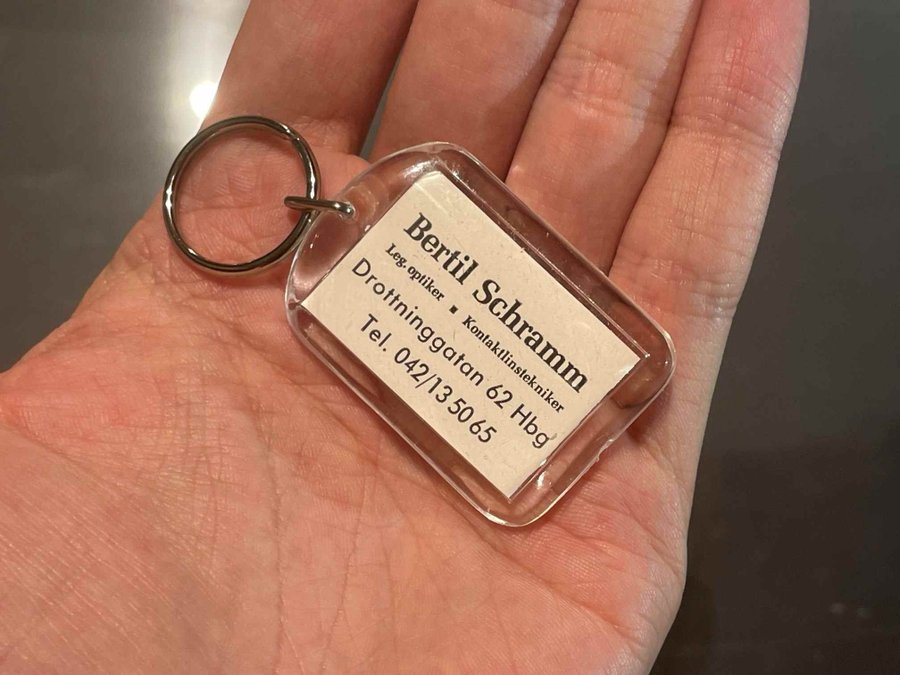 Bertil Schramm
Leg. optiker ▪ Kontaktlinstekniker
Drottninggatan 62 Hbg
Tel. 042/13 50 65